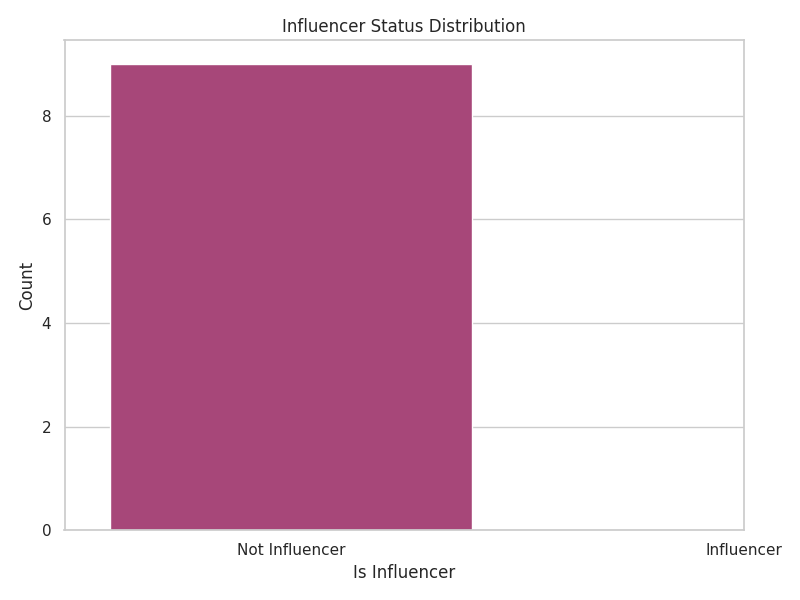 Influencer Status Distribution
8
6
4
2
0
Count
Not Influencer
Influencer
Is Influencer